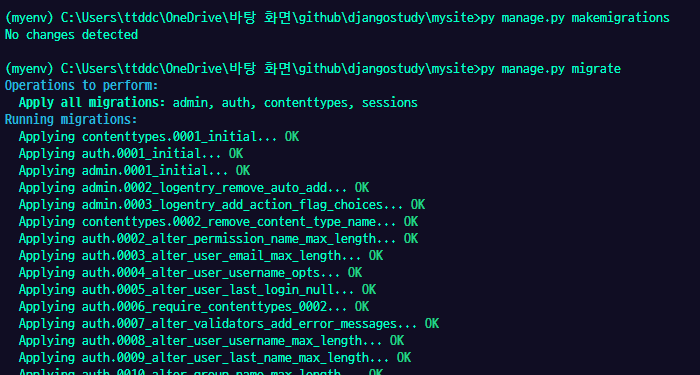 (myenv) C:\Users\ttddc\OneDrive\바탕 화면\github\djangostudy\mysite>py manage.py makemigrations
No changes detected
(myenv) C:\Users\ttddc\OneDrive\바탕 화면\github\djangostudy\mysite>py manage.py migrate
Operations to perform:
  Apply all migrations: admin, auth, contenttypes, sessions
Running migrations:
  Applying contenttypes.0001_initial... OK
  Applying auth.0001_initial... OK
  Applying admin.0001_initial... OK
  Applying admin.0002_logentry_remove_auto_add... OK
  Applying admin.0003_logentry_add_action_flag_choices... OK
  Applying contenttypes.0002_remove_content_type_name... OK
  Applying auth.0002_alter_permission_name_max_length... OK
  Applying auth.0003_alter_user_email_max_length... OK
  Applying auth.0004_alter_user_username_opts... OK
  Applying auth.0005_alter_user_last_login_null... OK
  Applying auth.0006_require_contenttypes_0002... OK
  Applying auth.0007_alter_validators_add_error_messages... OK
  Applying auth.0008_alter_user_username_max_length... OK
  Applying auth.0009_alter_user_last_name_max_length... OK
  Applying auth.0010_alter_group_name_max_length... OK